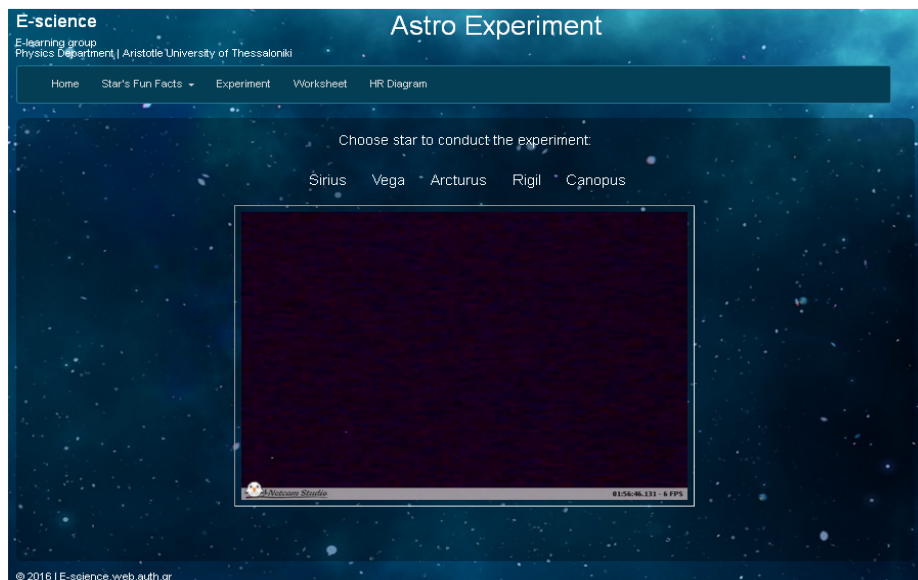 E-science
Astro Experiment
E-learning group
Physics Department | Aristotle University of Thessaloniki
Home Star's Fun Facts Experiment Worksheet HR Diagram
Choose star to conduct the experiment:
Sirius Vega Arcturus Rigil Canopus
Netcam Studio 01:56:46.131 - 6 FPS
© 2016 | E-science.web.auth.gr